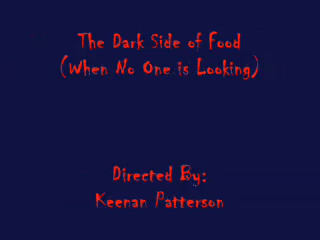 The Dark Side of Food
(When No One is Looking)
Directed By:
Keenan Patterson